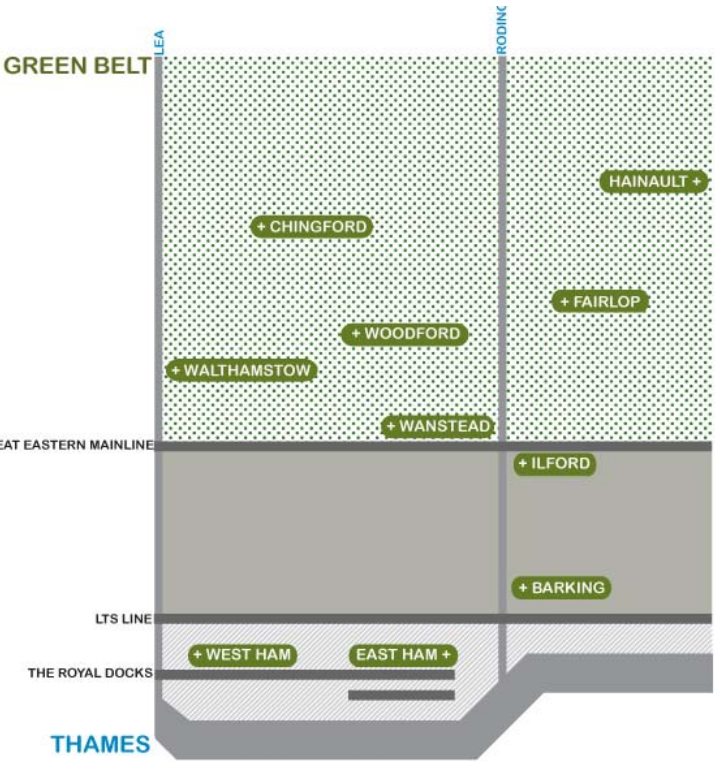 LEA
RODING
GREEN BELT
HAINAULT +
+ CHINGFORD
+ FAIRLOP
+ WOODFORD
+ WALTHAMSTOW
+ WANSTEAD
EAT EASTERN MAINLINE
+ ILFORD
+ BARKING
LTS LINE
+ WEST HAM
EAST HAM +
THE ROYAL DOCKS
THAMES